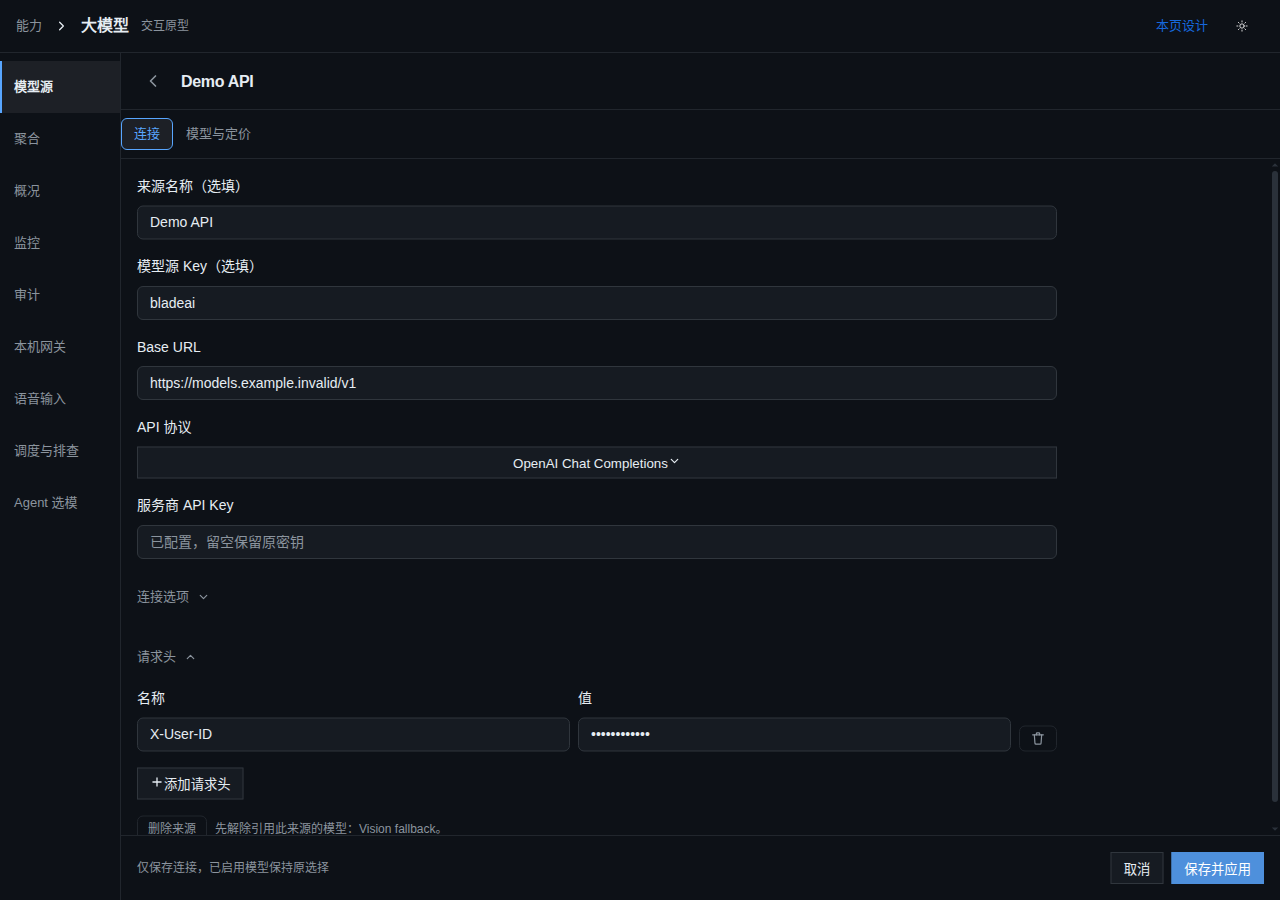 能力
大模型 交互原型
本页设计
模型源
聚合
概况
监控
审计
本机网关
语音输入
调度与排查
Agent 选模
Demo API
连接 模型与定价
来源名称（选填）
Demo API
模型源 Key（选填）
bladeai
Base URL
https://models.example.invalid/v1
API 协议
OpenAI Chat Completions
服务商 API Key
已配置，留空保留原密钥
连接选项
请求头
名称 值
X-User-ID ••••••••••••
添加请求头
删除来源 先解除引用此来源的模型：Vision fallback。
仅保存连接，已启用模型保持原选择
取消 保存并应用